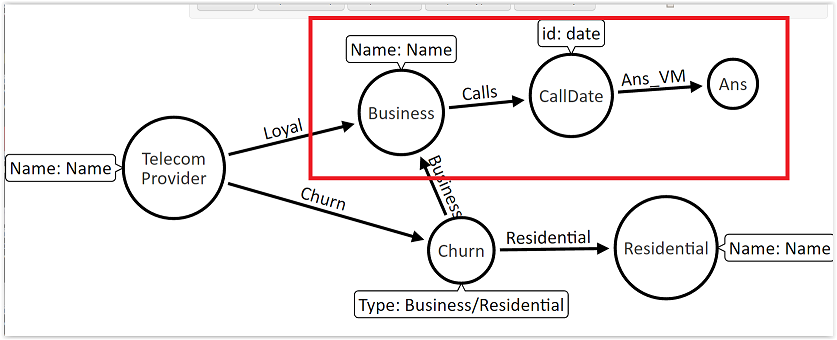 id: date
Name: Name
Ans_VM
Calls
Business
CallDate
Ans
Loyal
Telecom
Provider
Name: Name
Business
Churn
Residential
Churn
Residential
Name: Name
Type: Business/Residential